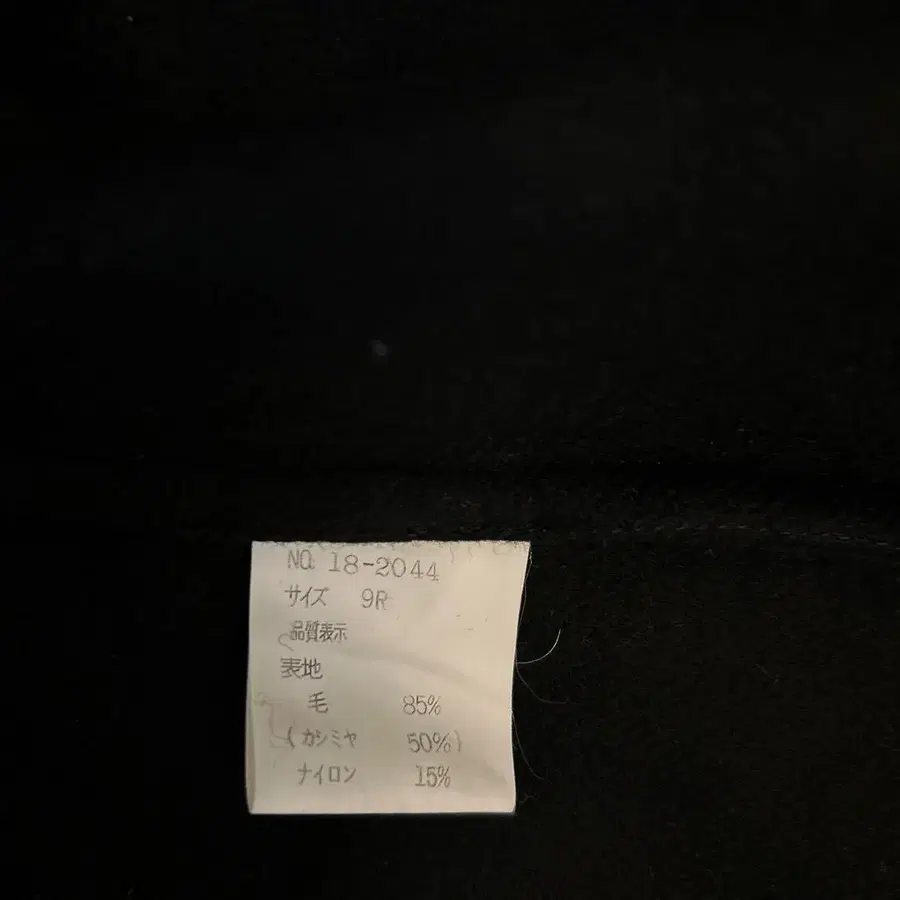 NO. 18-2044
サイズ 9R
品質表示
表地
毛 85%
(カシミヤ 50%)
ナイロン 15%